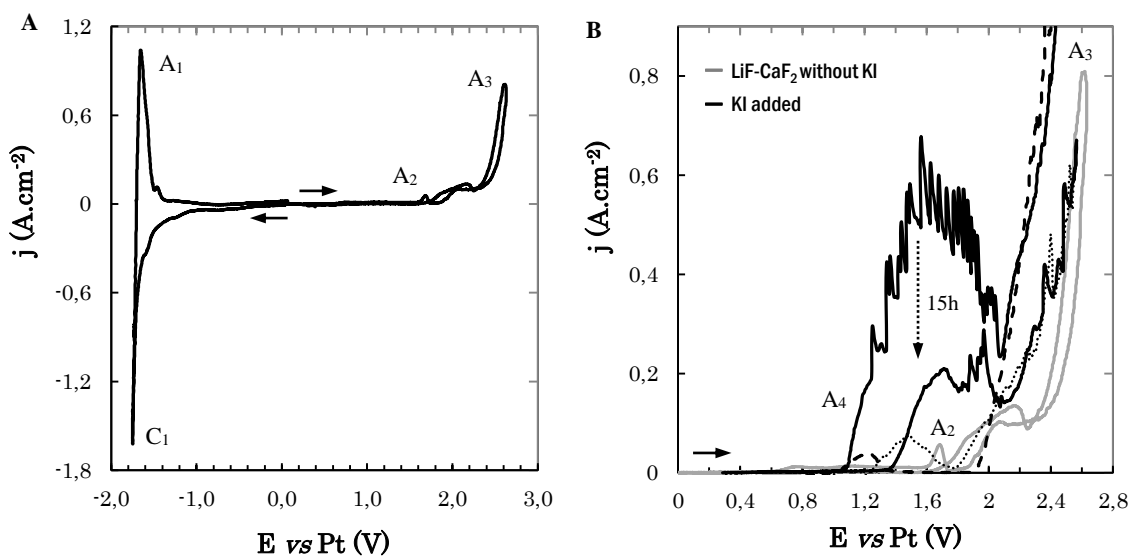 A
1,2
0,6
0
-0,6
-1,2
-1,8
j (A.cm-2)
A1
A2
A3
C1
-2,0 -1,0 0,0 1,0 2,0 3,0
E vs Pt (V)
B
0,8
0,6
0,4
0,2
0
j (A.cm-2)
LiF-CaF2 without KI
KI added
A3
15h
A4
A2
0 0,4 0,8 1,2 1,6 2 2,4 2,8
E vs Pt (V)